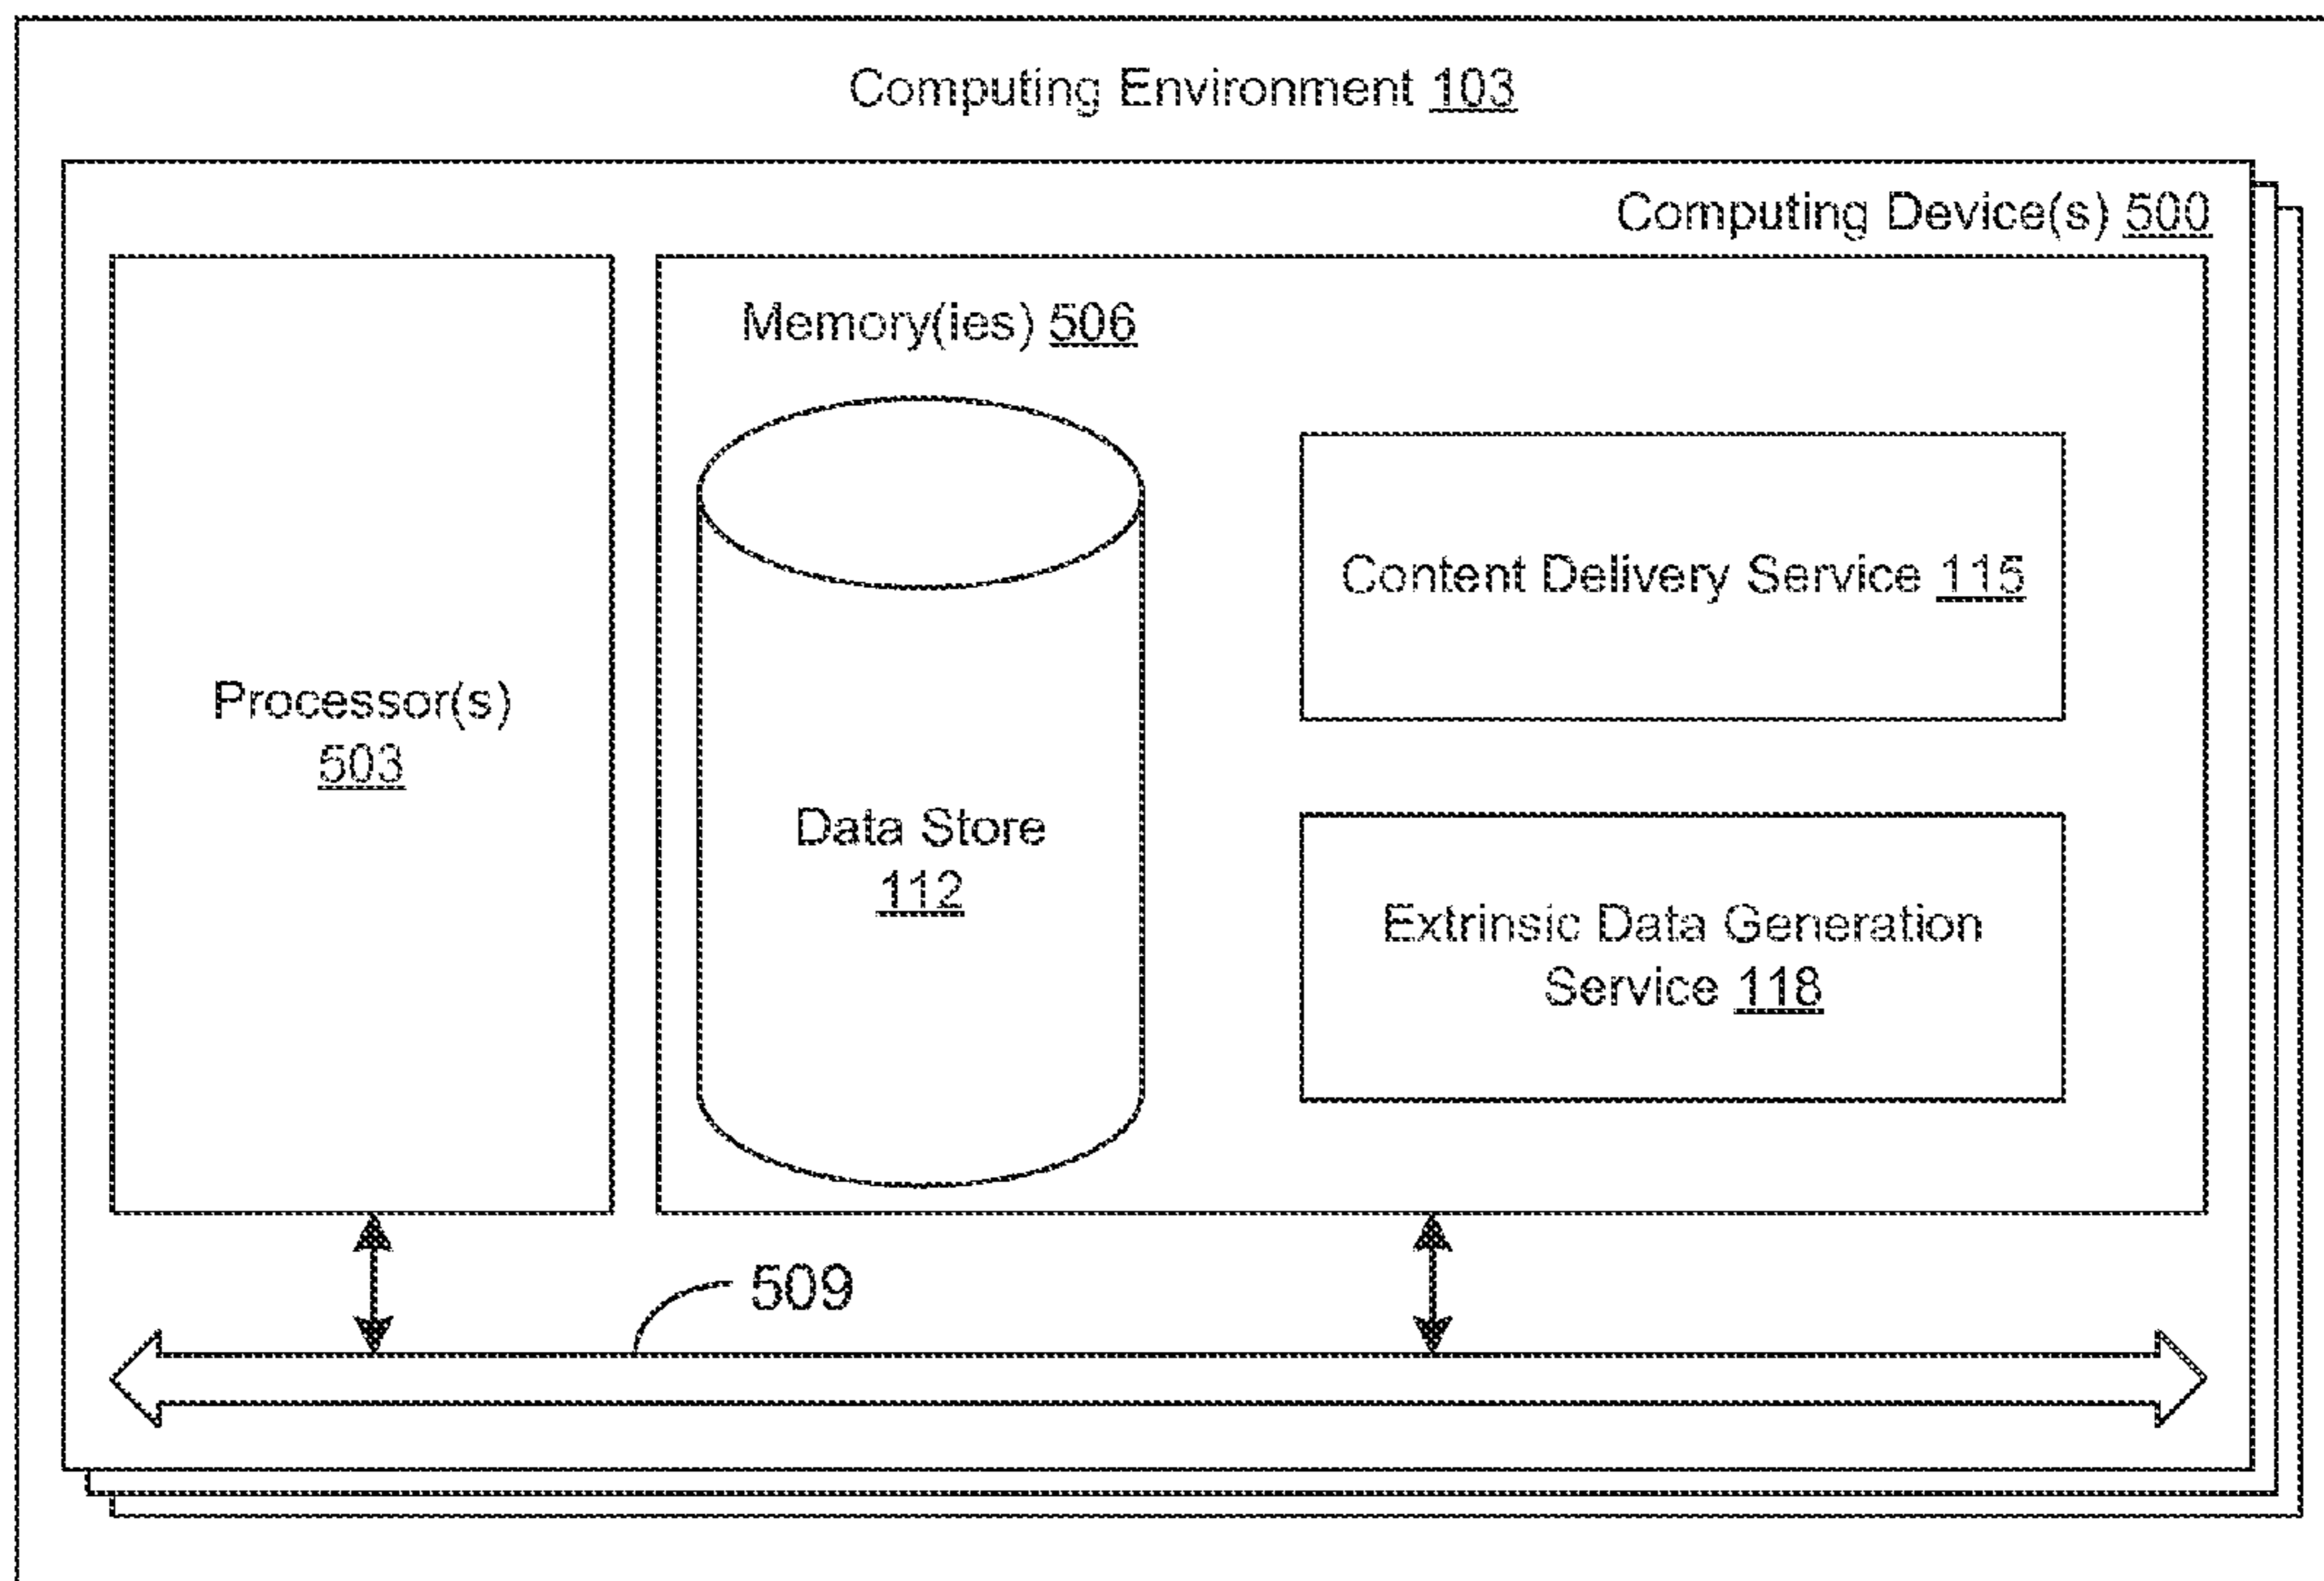 Computing Environment 103
Computing Device(s) 500
Memory(ies) 506
Content Delivery Service 115
Processor(s)
503
Data Store
112
Extrinsic Data Generation
Service 118
509